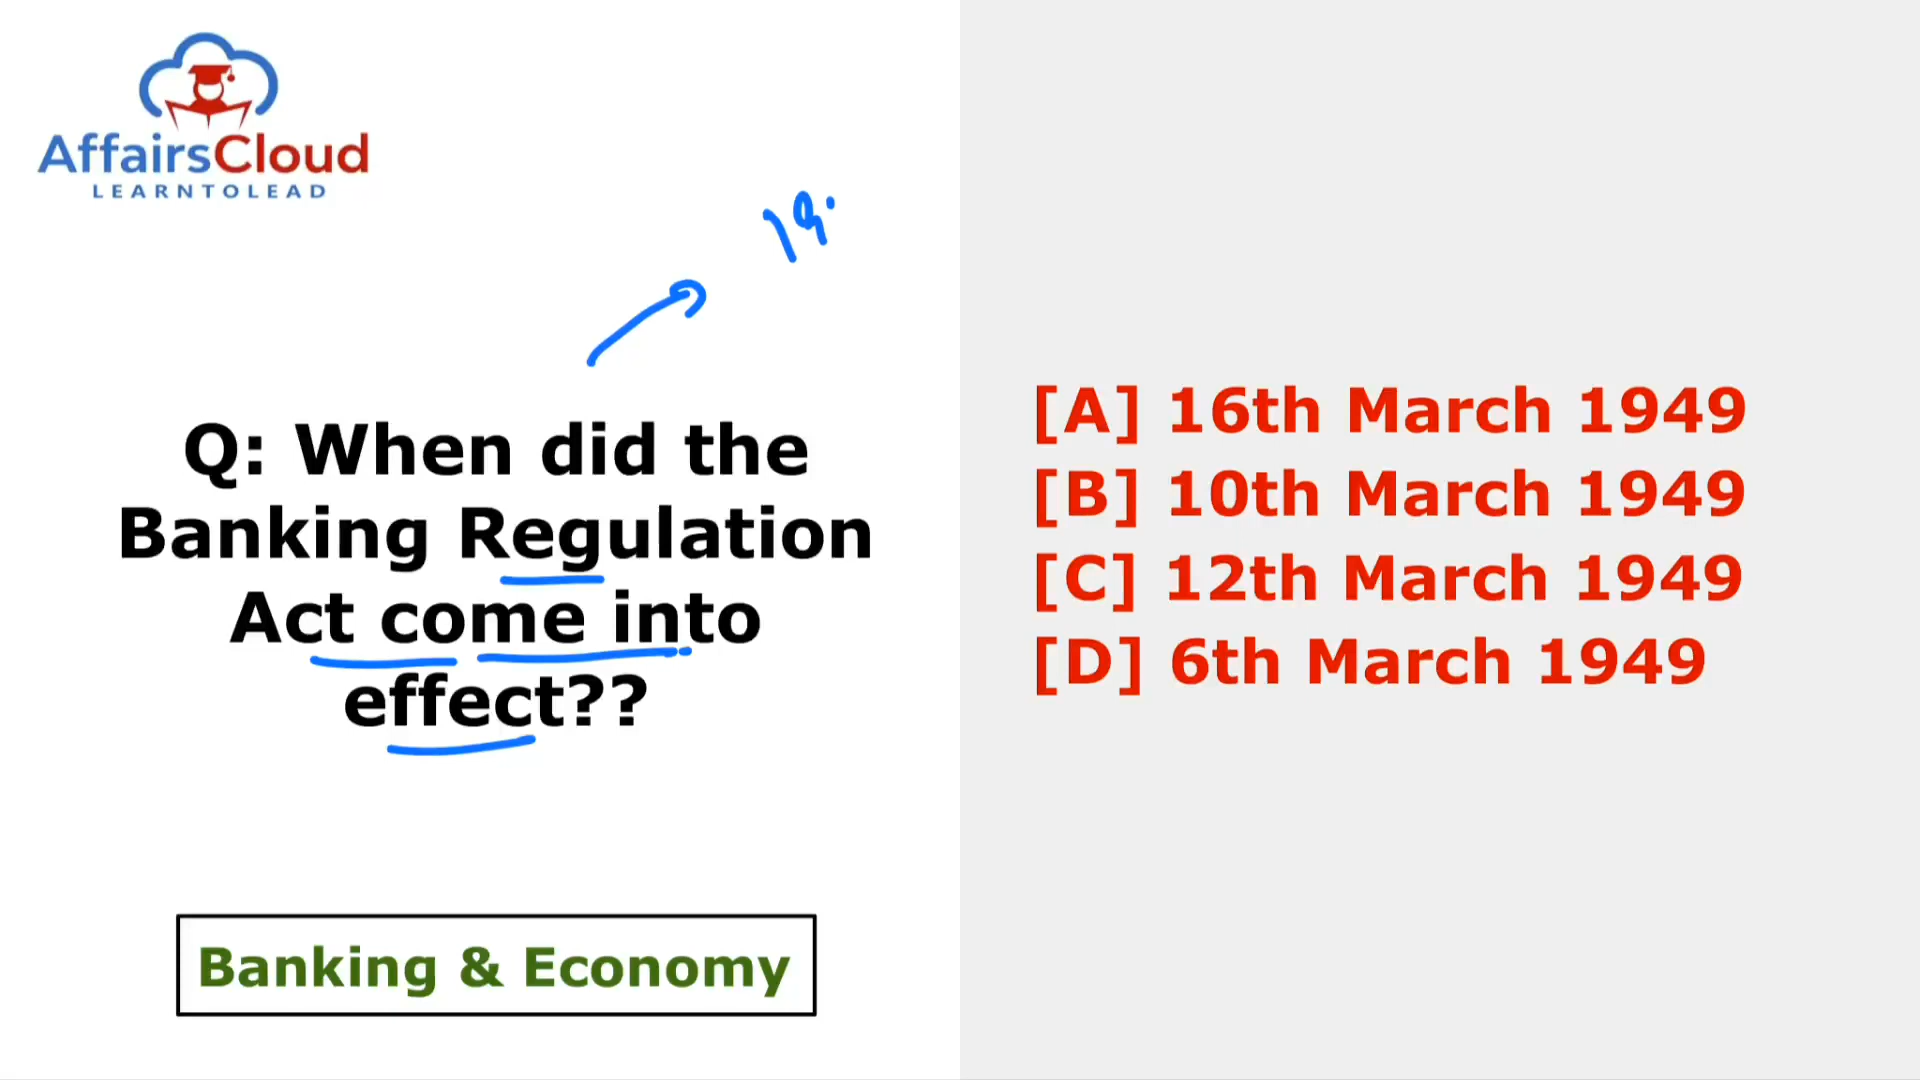 AffairsCloud
LEARNTOLEAD
19
Q: When did the
Banking Regulation
Act come into
effect??
Banking & Economy
[A] 16th March 1949
[B] 10th March 1949
[C] 12th March 1949
[D] 6th March 1949